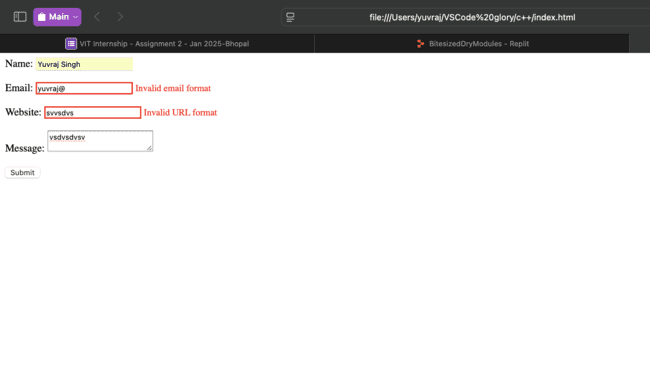 Main
file:///Users/yuvraj/VSCode%20glory/c++/index.html
VIT Internship - Assignment 2 - Jan 2025-Bhopal
BitesizedDryModules - Replit
Name: Yuvraj Singh
Email: yuvraj@ Invalid email format
Website: svvsdvs Invalid URL format
Message: vsdvsdvsv
Submit